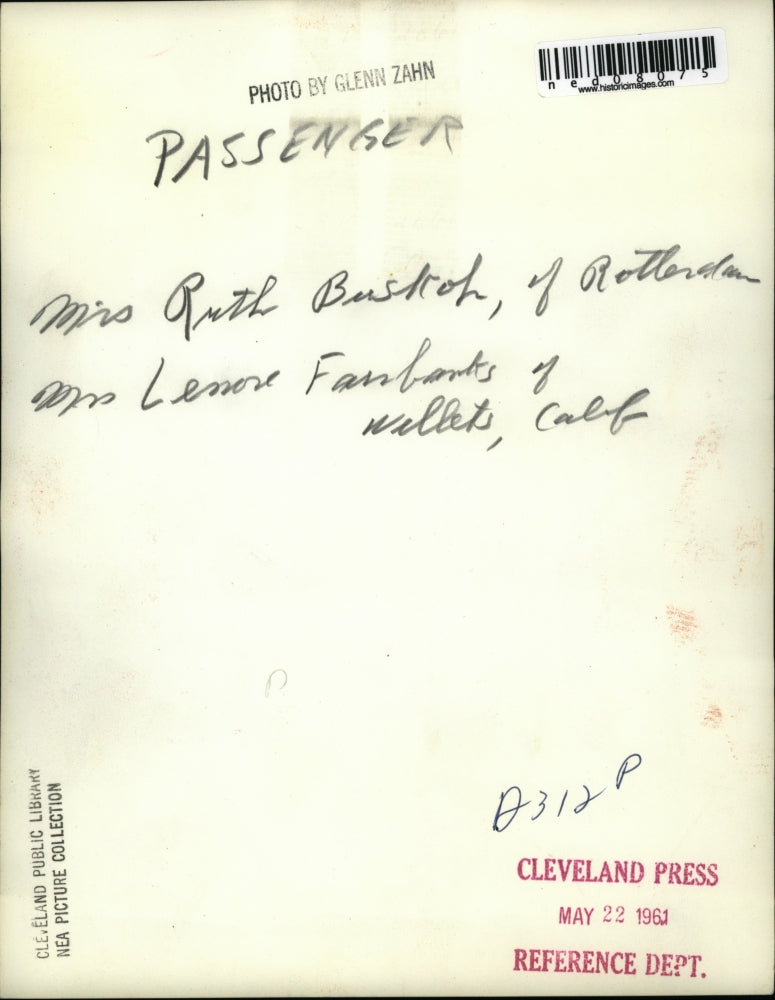 PHOTO BY GLENN ZAHN
ned08075
www.historicimages.com
PASSENGER
Miss Ruth Buskoh, of Rotterdam
Mrs Lenore Fairbanks of
Willets, Calif
P
D312 P
CLEVELAND PRESS
MAY 22 1961
REFERENCE DEPT.
CLEVELAND PUBLIC LIBRARY
NEA PICTURE COLLECTION